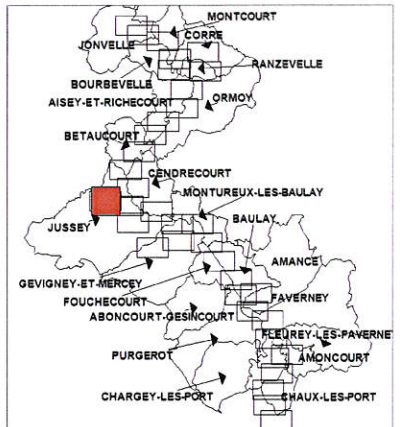 MONTCOURT
CORRE
JONVELLE
RANZEVELLE
BOURBEVELLE
AISEY-ET-RICHECOURT
ORMOY
BETAUCOURT
CENDRECOURT
MONTUREUX-LES-BAULAY
JUSSEY
BAULAY
AMANCE
GEVIGNEY-ET-MERCEY
FOUCHECOURT
FAVERNEY
ABONCOURT-GESINCOURT
FLEUREY-LES-FAVERNEY
PURGEROT
AMONCOURT
CHARGEY-LES-PORT
CHAUX-LES-PORT